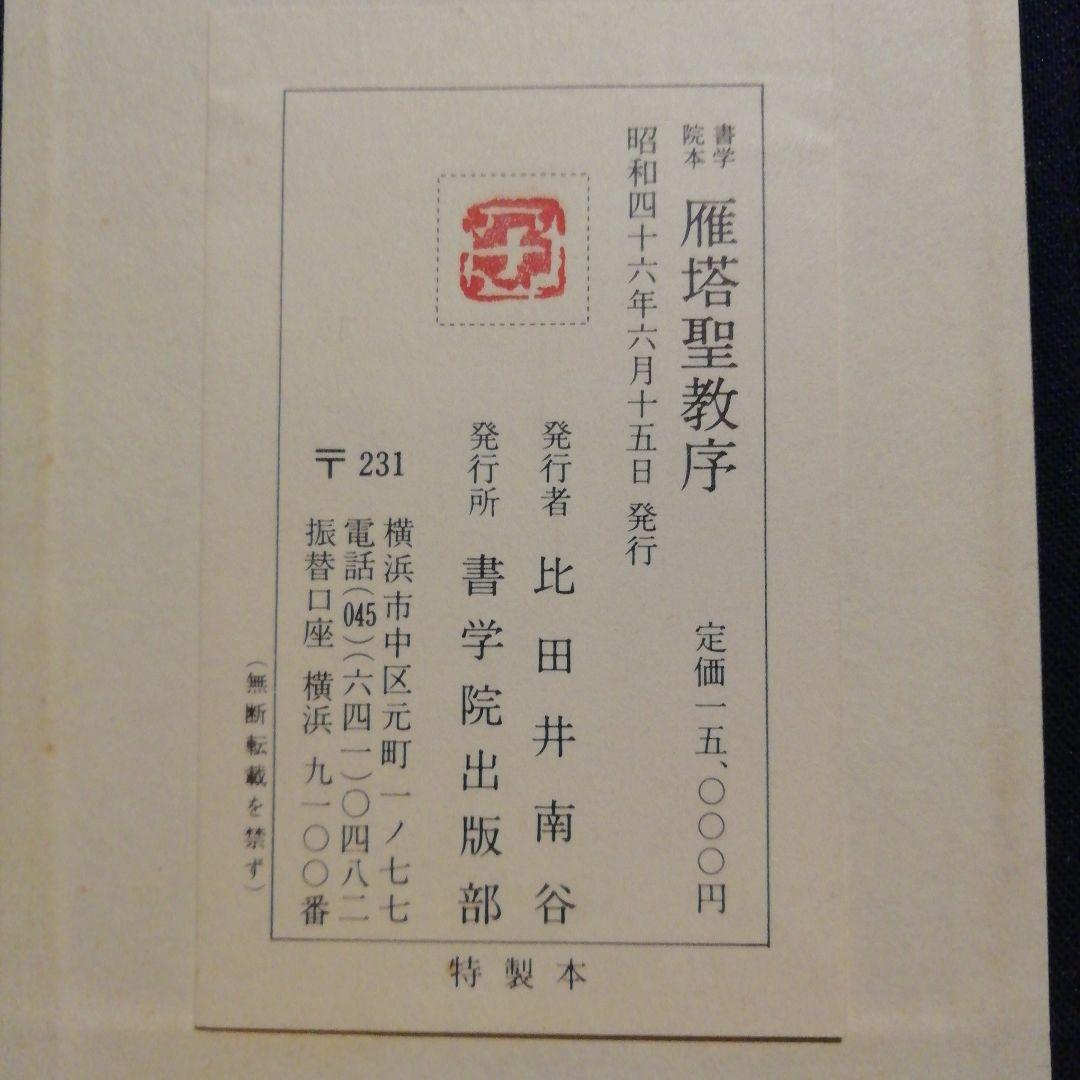 書学
院本
雁塔聖教序
定価一五、〇〇〇円
昭和四十六年六月十五日 発行
発行者 比田井南谷
発行所 書学院出版部
〒231
横浜市中区元町一ノ七七
電話(045)(六四一)〇四八二
振替口座 横浜 九一〇〇番
(無断転載を禁ず)
特製本